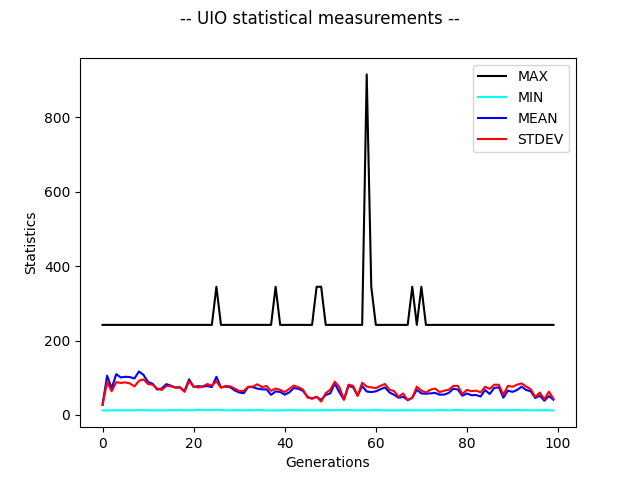 -- UIO statistical measurements --
MAX
MIN
MEAN
STDEV
Statistics
800
600
400
200
0
0 20 40 60 80 100
Generations